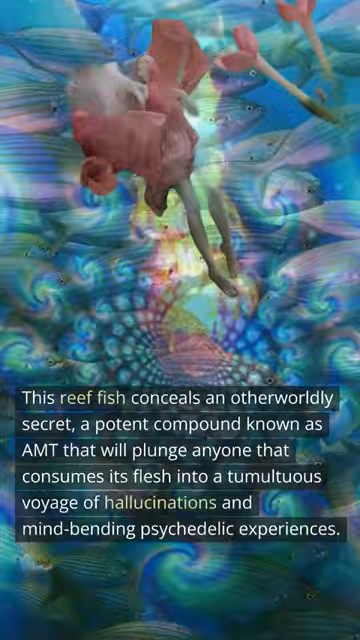 This reef fish conceals an otherworldly
secret, a potent compound known as
AMT that will plunge anyone that
consumes its flesh into a tumultuous
voyage of hallucinations and
mind-bending psychedelic experiences.